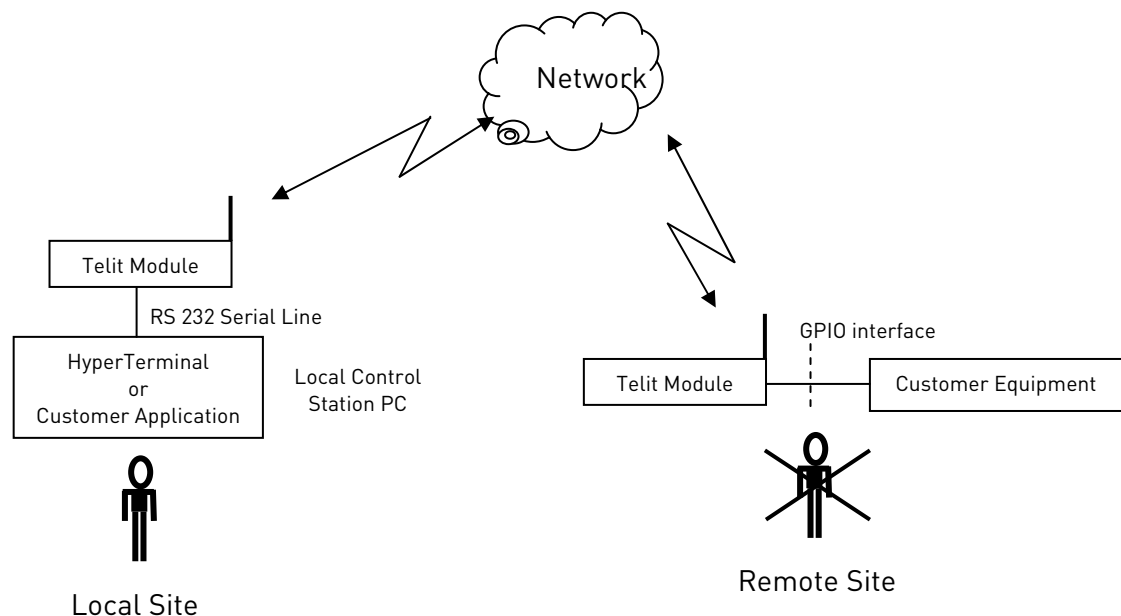 Network
Telit Module
RS 232 Serial Line
HyperTerminal
or
Customer Application
Local Control
Station PC
Local Site
GPIO interface
Telit Module
Customer Equipment
Remote Site